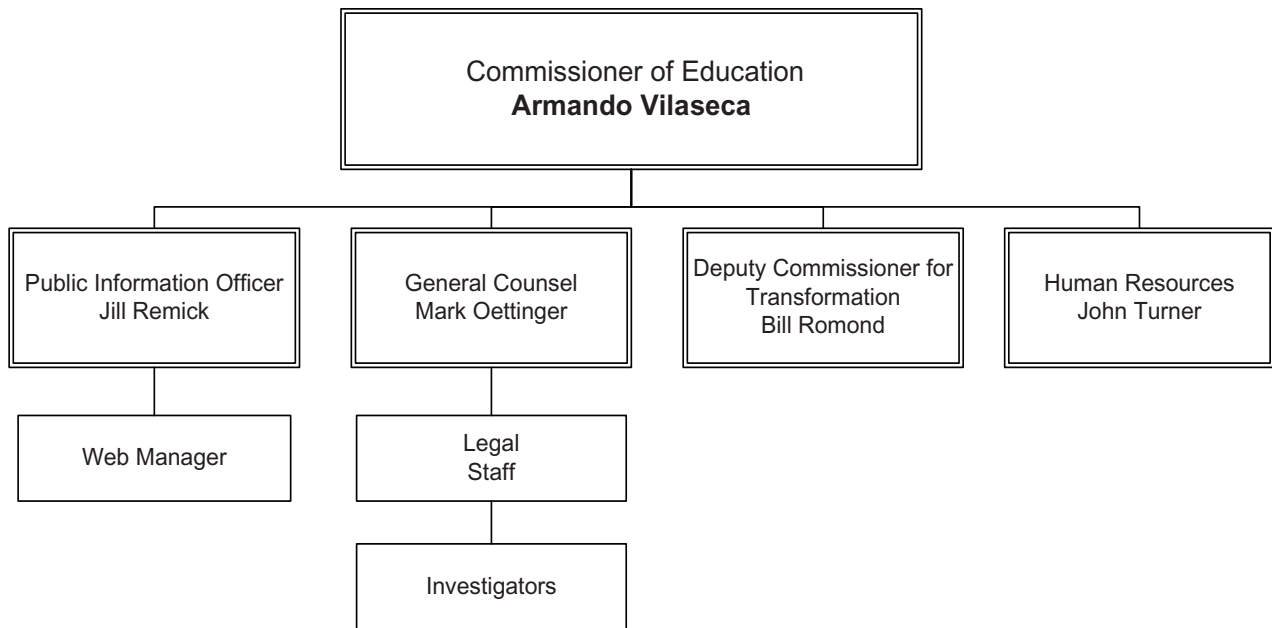 Commissioner of Education
Armando Vilaseca
Public Information Officer
Jill Remick
General Counsel
Mark Oettinger
Deputy Commissioner for
Transformation
Bill Romond
Human Resources
John Turner
Web Manager
Legal
Staff
Investigators